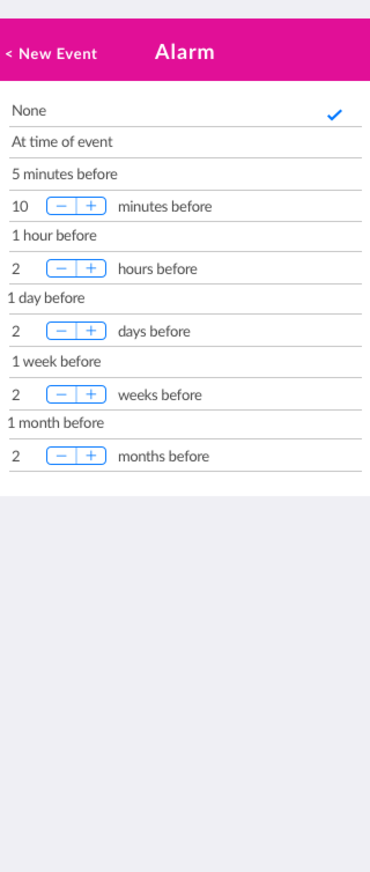 < New Event Alarm
None
At time of event
5 minutes before
10 − + minutes before
1 hour before
2 − + hours before
1 day before
2 − + days before
1 week before
2 − + weeks before
1 month before
2 − + months before